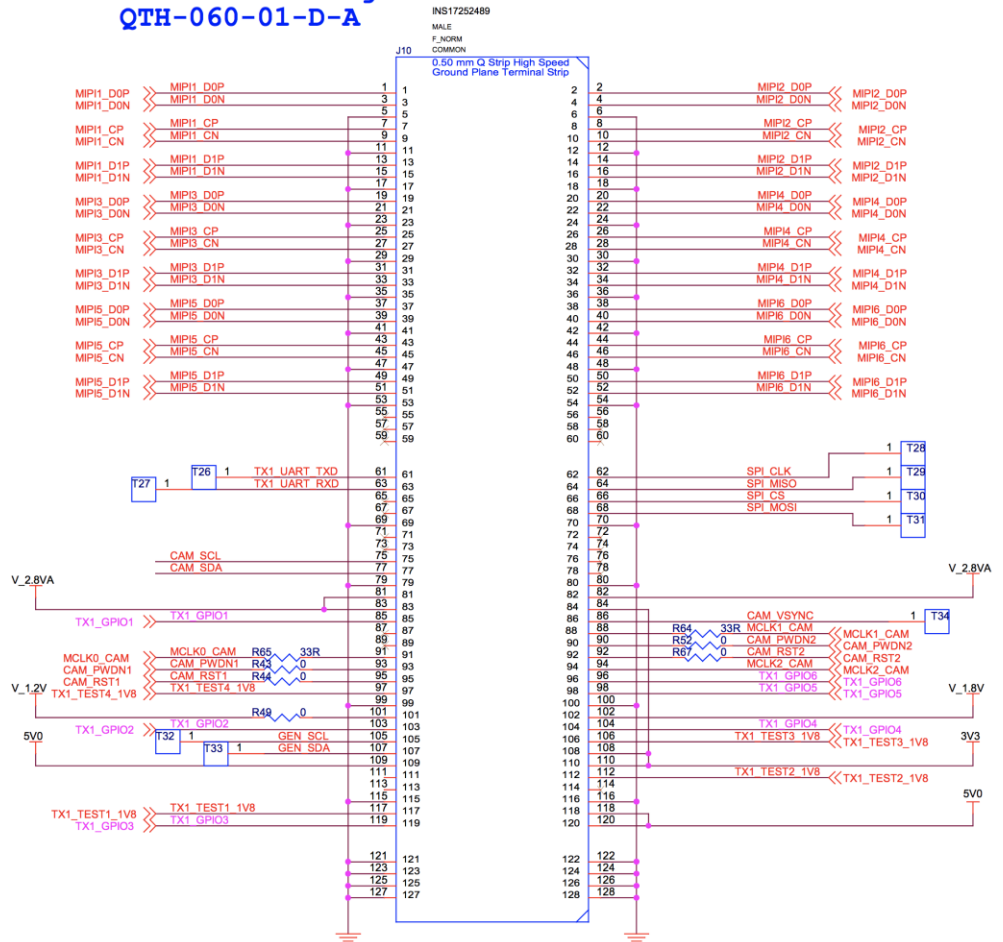 QTH-060-01-D-A
INS17252489
MALE
F_NORM
COMMON
J10
0.50 mm Q Strip High Speed
Ground Plane Terminal Strip
MIPI1_D0P MIPI1_D0P 1 1 2 2 MIPI2_D0P MIPI2_D0P
MIPI1_D0N MIPI1_D0N 3 3 4 4 MIPI2_D0N MIPI2_D0N
5 5 6 6
MIPI1_CP MIPI1_CP 7 7 8 8 MIPI2_CP MIPI2_CP
MIPI1_CN MIPI1_CN 9 9 10 10 MIPI2_CN MIPI2_CN
11 11 12 12
MIPI1_D1P MIPI1_D1P 13 13 14 14 MIPI2_D1P MIPI2_D1P
MIPI1_D1N MIPI1_D1N 15 15 16 16 MIPI2_D1N MIPI2_D1N
17 17 18 18
MIPI3_D0P MIPI3_D0P 19 19 20 20 MIPI4_D0P MIPI4_D0P
MIPI3_D0N MIPI3_D0N 21 21 22 22 MIPI4_D0N MIPI4_D0N
23 23 24 24
MIPI3_CP MIPI3_CP 25 25 26 26 MIPI4_CP MIPI4_CP
MIPI3_CN MIPI3_CN 27 27 28 28 MIPI4_CN MIPI4_CN
29 29 30 30
MIPI3_D1P MIPI3_D1P 31 31 32 32 MIPI4_D1P MIPI4_D1P
MIPI3_D1N MIPI3_D1N 33 33 34 34 MIPI4_D1N MIPI4_D1N
35 35 36 36
MIPI5_D0P MIPI5_D0P 37 37 38 38 MIPI6_D0P MIPI6_D0P
MIPI5_D0N MIPI5_D0N 39 39 40 40 MIPI6_D0N MIPI6_D0N
41 41 42 42
MIPI5_CP MIPI5_CP 43 43 44 44 MIPI6_CP MIPI6_CP
MIPI5_CN MIPI5_CN 45 45 46 46 MIPI6_CN MIPI6_CN
47 47 48 48
MIPI5_D1P MIPI5_D1P 49 49 50 50 MIPI6_D1P MIPI6_D1P
MIPI5_D1N MIPI5_D1N 51 51 52 52 MIPI6_D1N MIPI6_D1N
53 53 54 54
55 55 56 56
57 57 58 58
59 59 60 60
1 T28
T26 1 TX1_UART_TXD 61 61 62 62 SPI_CLK 1 T29
T27 1 TX1_UART_RXD 63 63 64 64 SPI_MISO
65 65 66 66 SPI_CS 1 T30
67 67 68 68 SPI_MOSI
69 69 70 70 1 T31
71 71 72 72
73 73 74 74
CAM_SCL 75 75 76 76
CAM_SDA 77 77 78 78
V_2.8VA 79 79 80 80 V_2.8VA
81 81 82 82
83 83 84 84
TX1_GPIO1 TX1_GPIO1 85 85 86 86 CAM_VSYNC 1 T34
87 87 88 88 R64 33R MCLK1_CAM MCLK1_CAM
89 89 90 90 R52 0 CAM_PWDN2 CAM_PWDN2
MCLK0_CAM MCLK0_CAM R65 33R 91 91 92 92 R67 0 CAM_RST2 CAM_RST2
CAM_PWDN1 CAM_PWDN1 R43 0 93 93 94 94 MCLK2_CAM MCLK2_CAM
CAM_RST1 CAM_RST1 R44 0 95 95 96 96 TX1_GPIO6 TX1_GPIO6
V_1.2V TX1_TEST4_1V8 TX1_TEST4_1V8 97 97 98 98 TX1_GPIO5 TX1_GPIO5 V_1.8V
99 99 100 100
R49 0 101 101 102 102
TX1_GPIO2 TX1_GPIO2 103 103 104 104 TX1_GPIO4 TX1_GPIO4
5V0 T32 1 GEN_SCL 105 105 106 106 TX1_TEST3_1V8 TX1_TEST3_1V8 3V3
T33 1 GEN_SDA 107 107 108 108
109 109 110 110
111 111 112 112 TX1_TEST2_1V8 TX1_TEST2_1V8
113 113 114 114
115 115 116 116 5V0
TX1_TEST1_1V8 TX1_TEST1_1V8 117 117 118 118
TX1_GPIO3 TX1_GPIO3 119 119 120 120
121 121 122 122
123 123 124 124
125 125 126 126
127 127 128 128